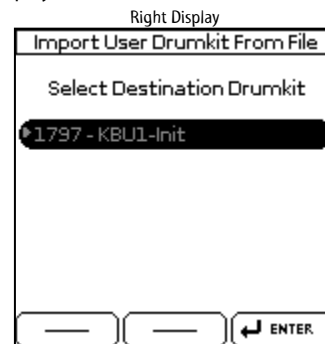 Right Display
Import User Drumkit From File
Select Destination Drumkit
1797 - KBU1-Init
ENTER